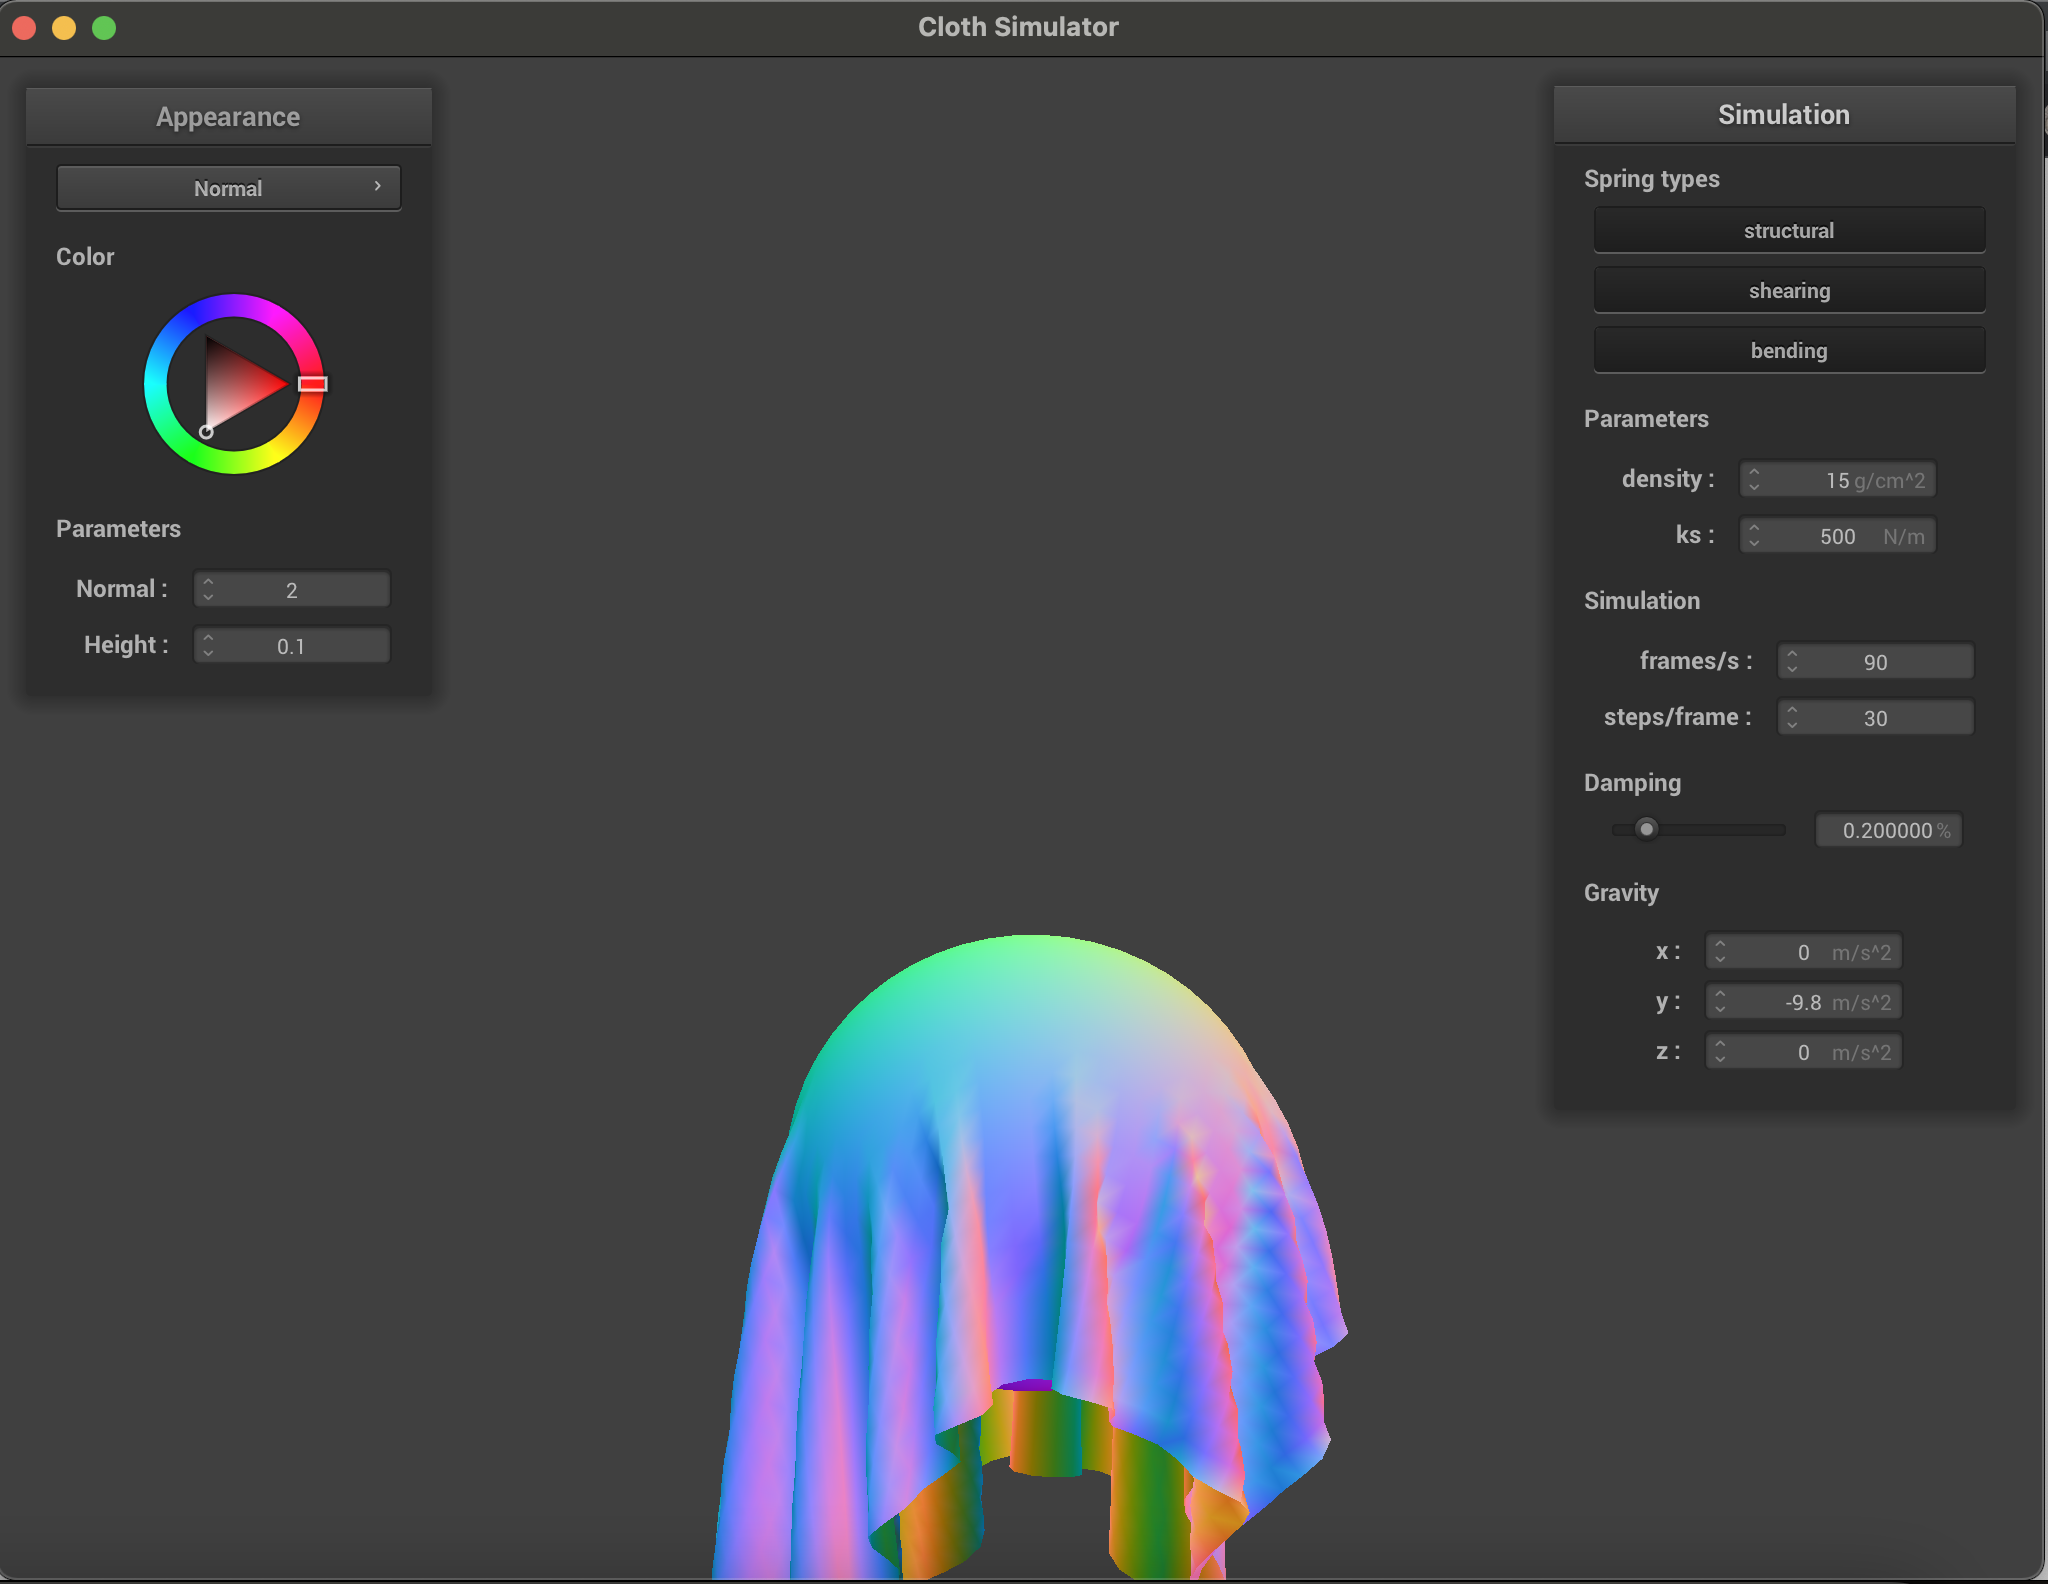 Cloth Simulator
Appearance
Normal
Color
Parameters
Normal : 2
Height : 0.1
Simulation
Spring types
structural
shearing
bending
Parameters
density : 15 g/cm^2
ks : 500 N/m
Simulation
frames/s : 90
steps/frame : 30
Damping
0.200000 %
Gravity
x : 0 m/s^2
y : -9.8 m/s^2
z : 0 m/s^2